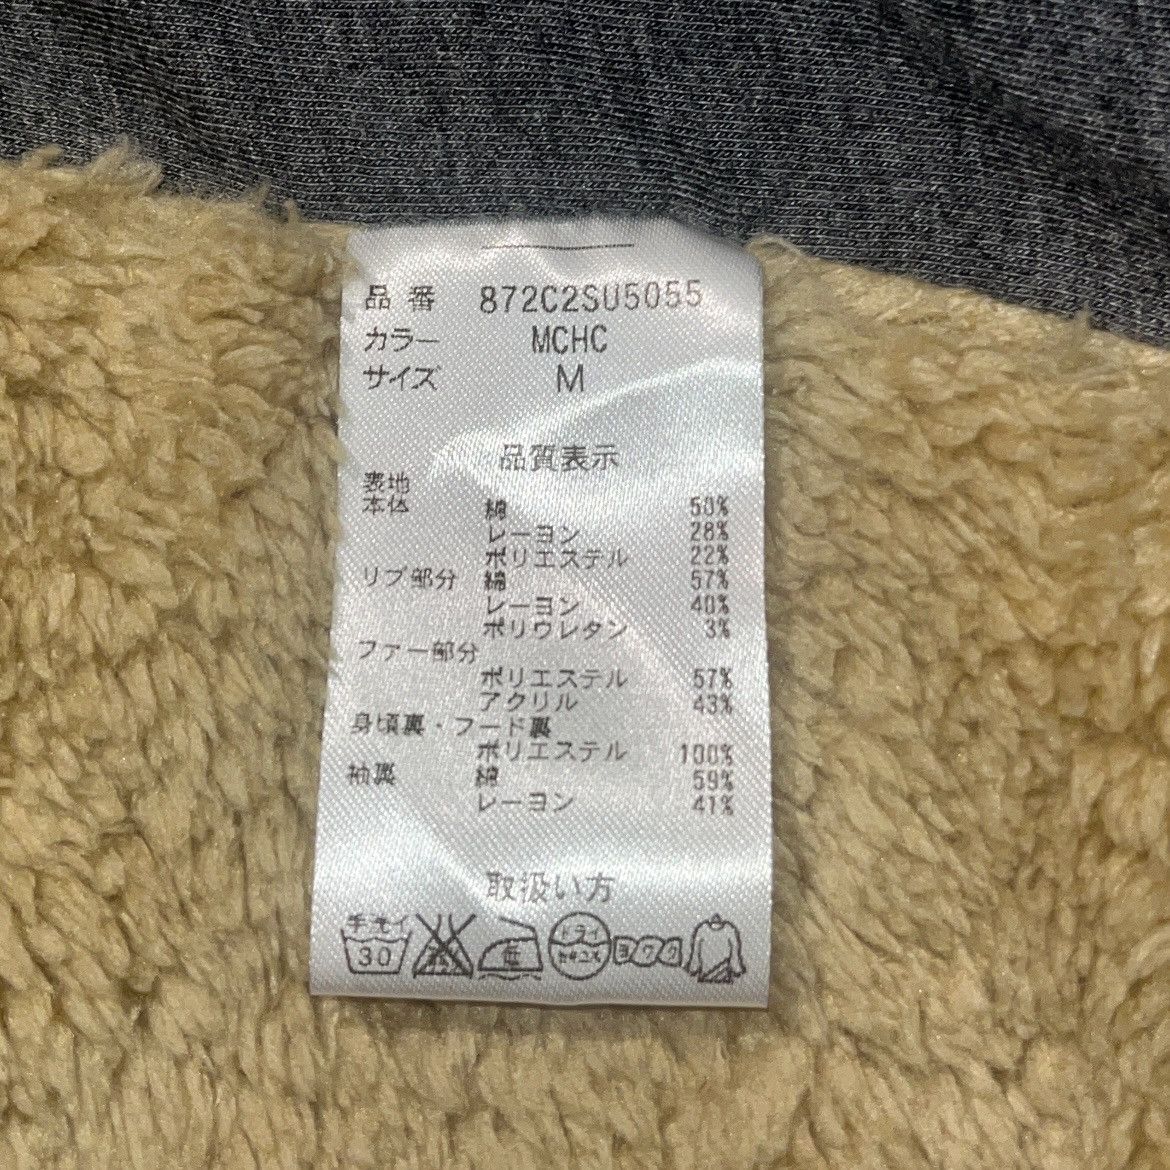 品番 872C2SU5055
カラー MCHC
サイズ M
品質表示
表地
本体 綿 50%
レーヨン 28%
ポリエステル 22%
リブ部分 綿 57%
レーヨン 40%
ポリウレタン 3%
ファー部分
ポリエステル 57%
アクリル 43%
身頃裏・フード裏
ポリエステル 100%
袖裏 綿 59%
レーヨン 41%
取扱い方
手洗イ 30 低 ドライ セキユ系 ヨワク